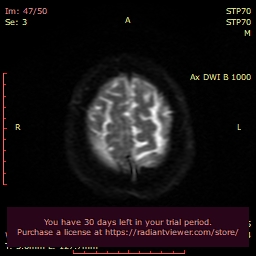 Im: 47/50
Se: 3
A
STP70
STP70
M
Ax DWI B 1000
R
L
You have 30 days left in your trial period.
Purchase a license at https://radiantviewer.com/store/